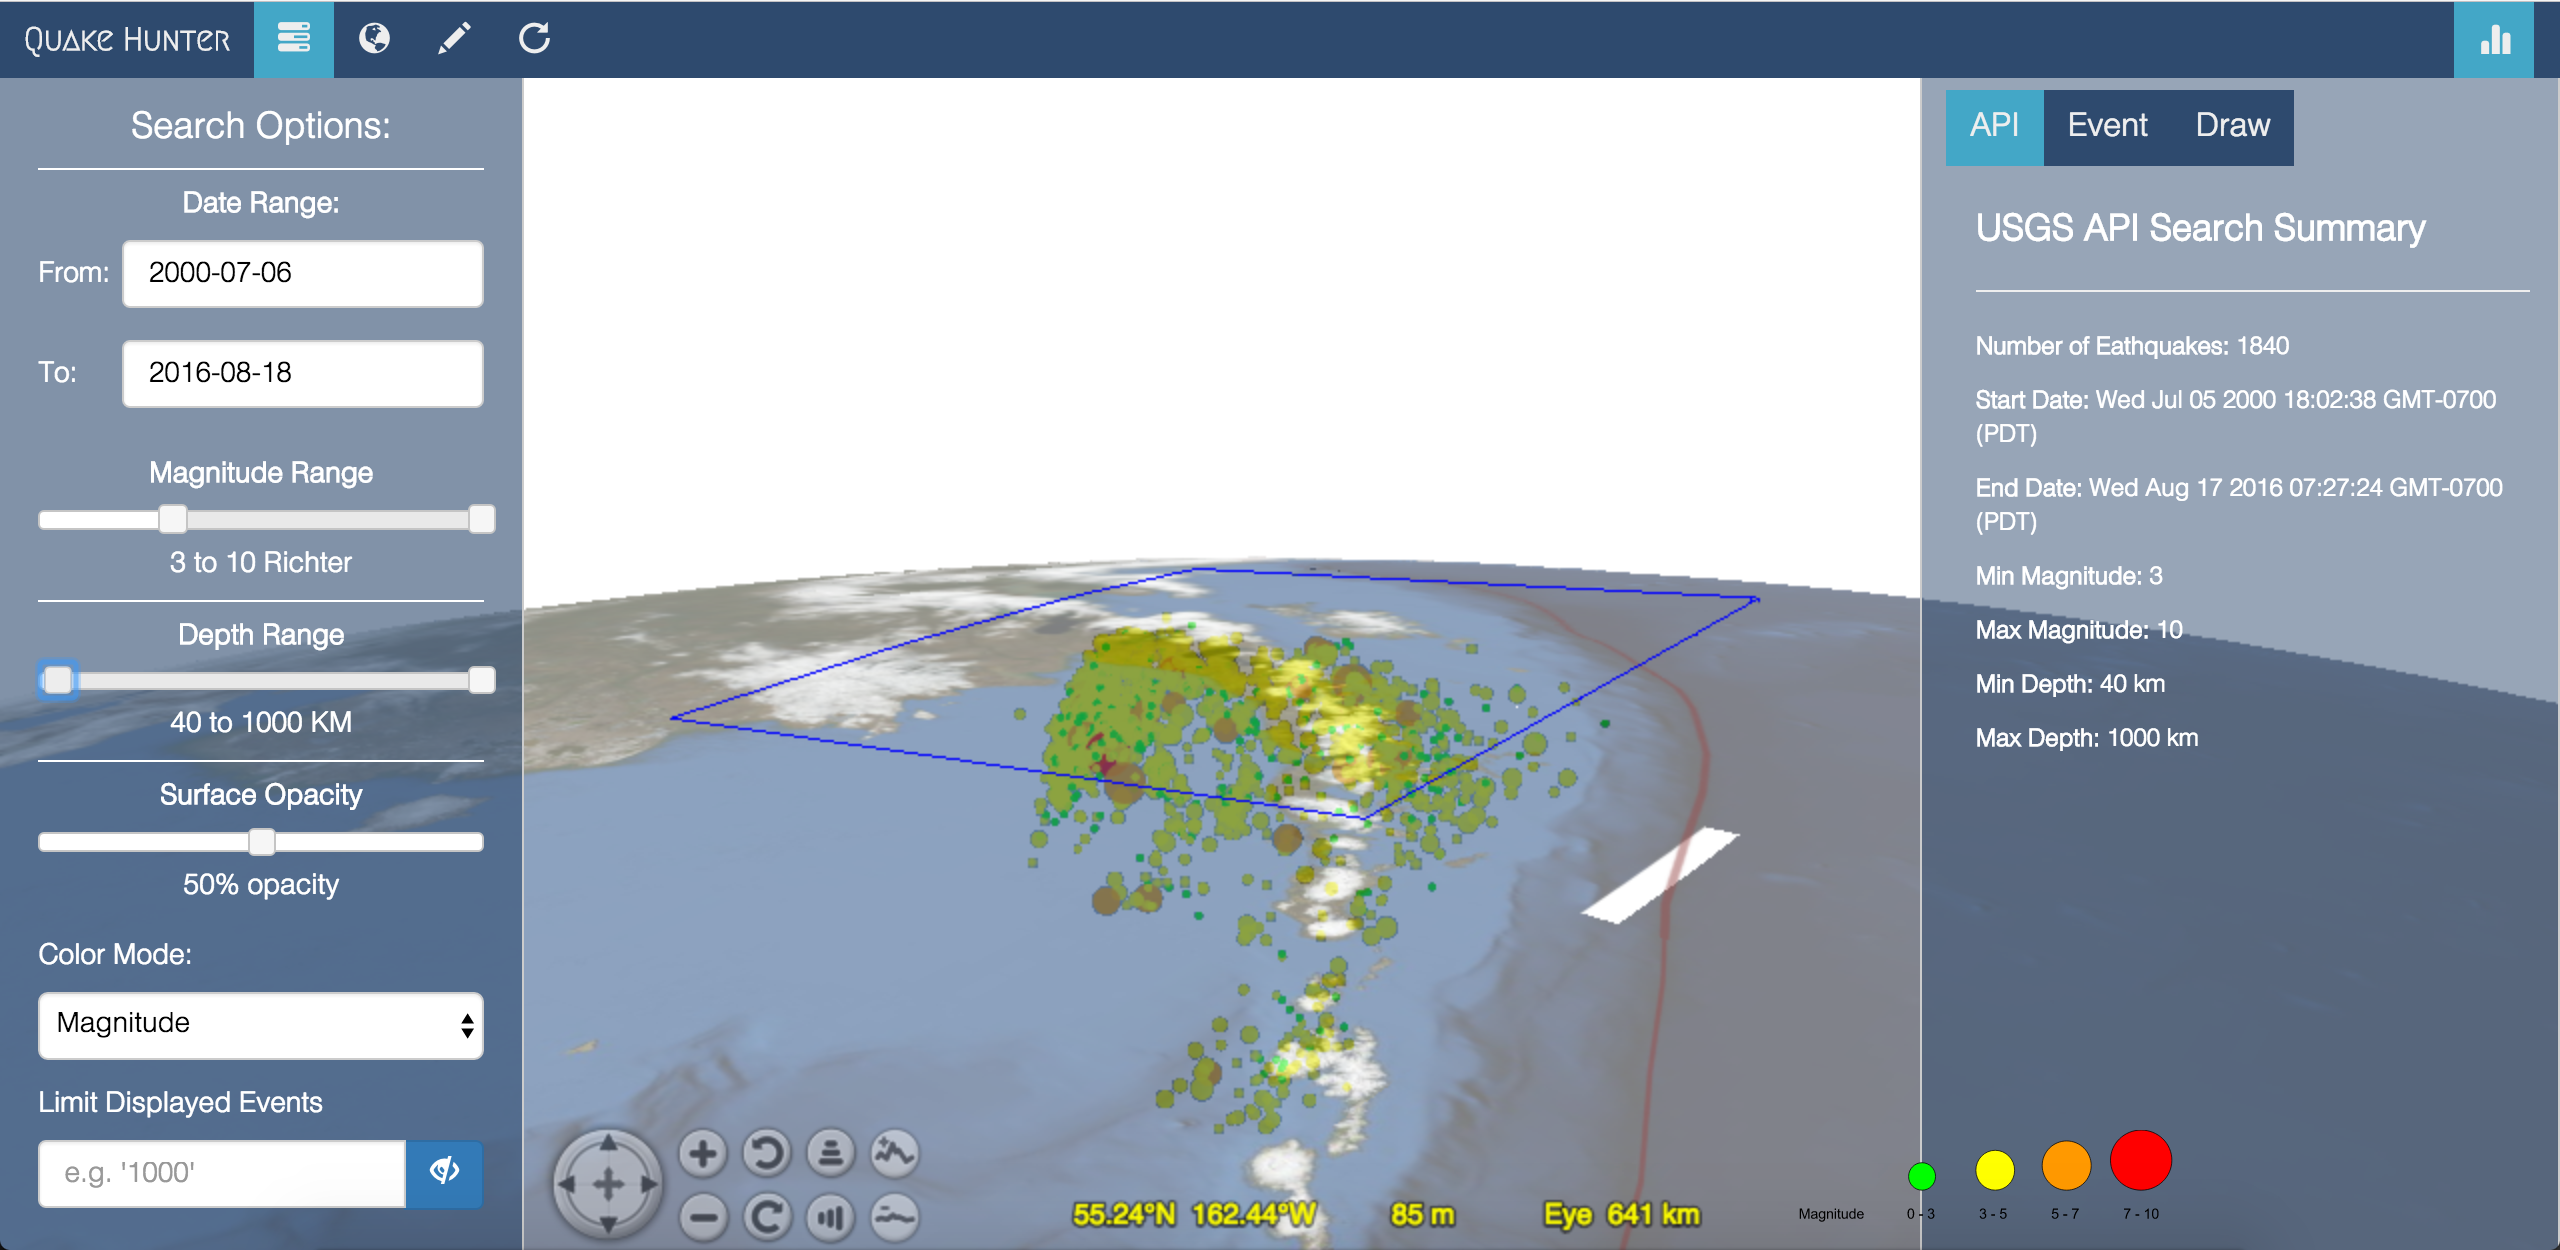 Quake Hunter
Search Options:
Date Range:
From: 2000-07-06
To: 2016-08-18
Magnitude Range
3 to 10 Richter
Depth Range
40 to 1000 KM
Surface Opacity
50% opacity
Color Mode:
Magnitude
Limit Displayed Events
e.g. '1000'
55.24°N 162.44°W 85 m Eye 641 km
API Event Draw
USGS API Search Summary
Number of Eathquakes: 1840
Start Date: Wed Jul 05 2000 18:02:38 GMT-0700
(PDT)
End Date: Wed Aug 17 2016 07:27:24 GMT-0700
(PDT)
Min Magnitude: 3
Max Magnitude: 10
Min Depth: 40 km
Max Depth: 1000 km
Magnitude 0 - 3 3 - 5 5 - 7 7 - 10